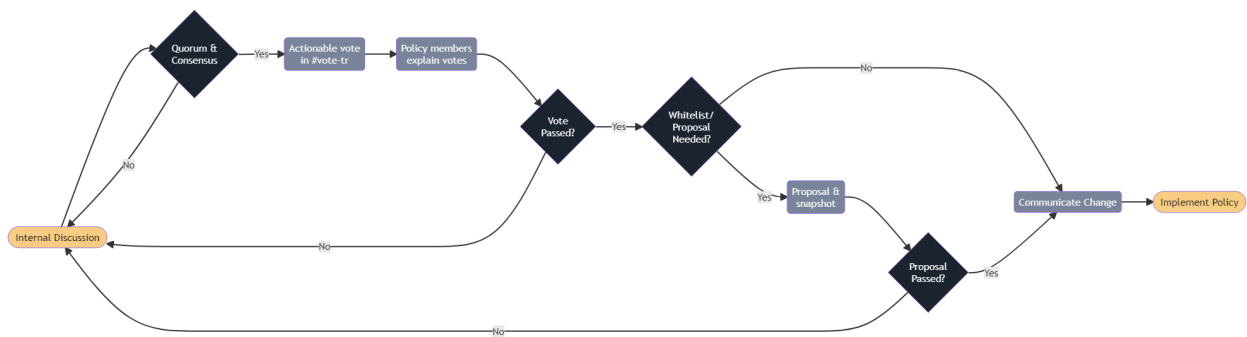 Quorum &
Consensus
Yes
Actionable vote
in #vote-tr
Policy members
explain votes
No
Internal Discussion
Vote
Passed?
Yes
No
Whitelist/
Proposal
Needed?
No
Yes
Proposal &
snapshot
Proposal
Passed?
Yes
No
Communicate Change
Implement Policy